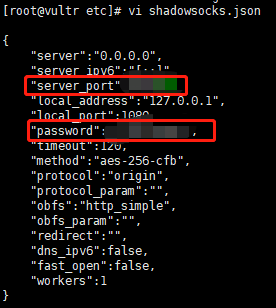 [root@vultr etc]# vi shadowsocks.json
{
"server":"0.0.0.0",
"server_ipv6":"[::]"
"server_port"
"local_address":"127.0.0.1",
"local_port":1080,
"password": ,
"timeout":120,
"method":"aes-256-cfb",
"protocol":"origin",
"protocol_param":"",
"obfs":"http_simple",
"obfs_param":"",
"redirect":"",
"dns_ipv6":false,
"fast_open":false,
"workers":1
}